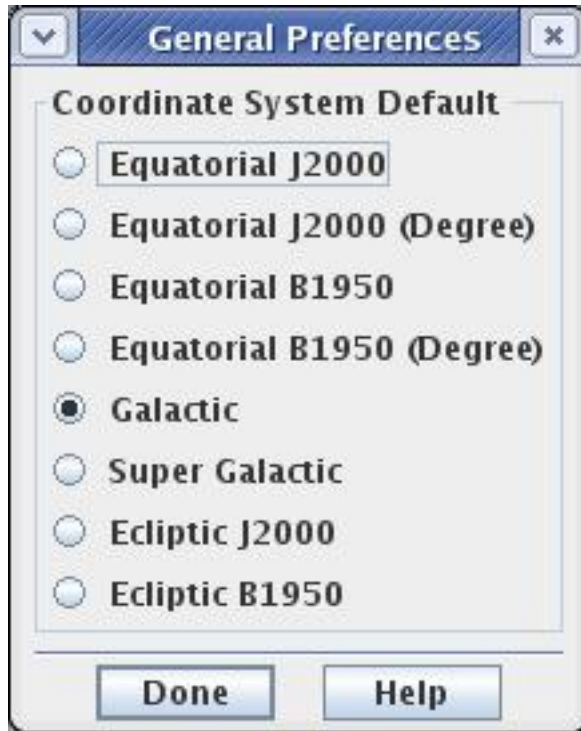 General Preferences
Coordinate System Default
Equatorial J2000
Equatorial J2000 (Degree)
Equatorial B1950
Equatorial B1950 (Degree)
Galactic
Super Galactic
Ecliptic J2000
Ecliptic B1950
Done
Help